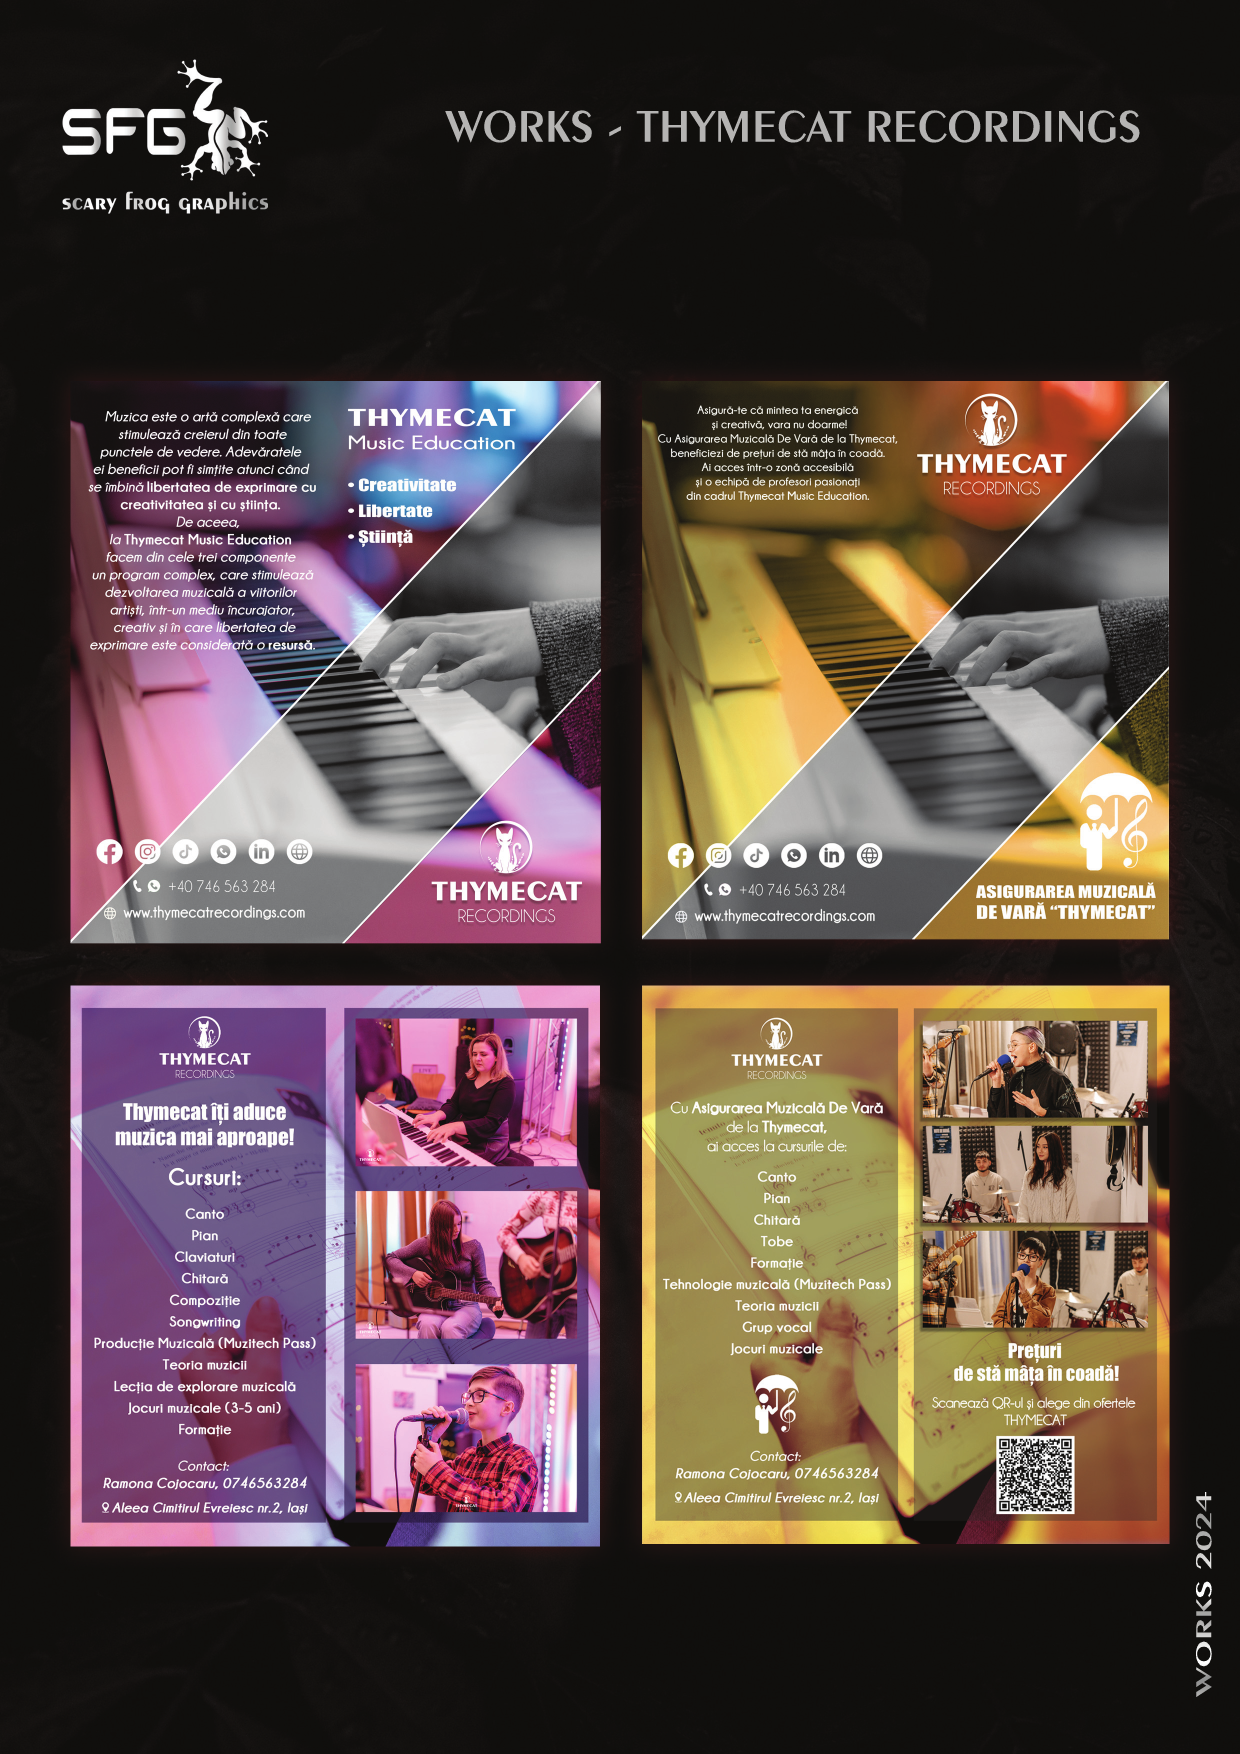 SFG
scary frog graphics
WORKS - THYMECAT RECORDINGS
Muzica este o artă complexă care
stimulează creierul din toate
punctele de vedere. Adevăratele
ei beneficii pot fi simțite atunci când
se îmbină libertatea de exprimare cu
creativitatea și cu știința.
De aceea,
la Thymecat Music Education
facem din cele trei componente
un program complex, care stimulează
dezvoltarea muzicală a viitorilor
artiști, într-un mediu încurajator,
creativ și în care libertatea de
exprimare este considerată o resursă.
THYMECAT
Music Education
• Creativitate
• Libertate
• Știință
+40 746 563 284
www.thymecatrecordings.com
THYMECAT
RECORDINGS
Asigură-te că mintea ta energică
și creativă, vara nu doarme!
Cu Asigurarea Muzicală De Vară de la Thymecat,
beneficiezi de prețuri de stă mâța în coadă.
Ai acces într-o zonă accesibilă
și o echipă de profesori pasionați
din cadrul Thymecat Music Education.
THYMECAT
RECORDINGS
+40 746 563 284
www.thymecatrecordings.com
ASIGURAREA MUZICALĂ
DE VARĂ “THYMECAT”
THYMECAT
RECORDINGS
Thymecat îți aduce
muzica mai aproape!
Cursuri:
Canto
Pian
Claviaturi
Chitară
Compoziție
Songwriting
Producție Muzicală (Muzitech Pass)
Teoria muzicii
Lecția de explorare muzicală
Jocuri muzicale (3-5 ani)
Formație
Contact:
Ramona Cojocaru, 0746563284
Aleea Cimitirul Evreiesc nr.2, Iași
THYMECAT
RECORDINGS
Cu Asigurarea Muzicală De Vară
de la Thymecat,
ai acces la cursurile de:
Canto
Pian
Chitară
Tobe
Formație
Tehnologie muzicală (Muzitech Pass)
Teoria muzicii
Grup vocal
Jocuri muzicale
Contact:
Ramona Cojocaru, 0746563284
Aleea Cimitirul Evreiesc nr.2, Iași
Prețuri
de stă mâța în coadă!
Scanează QR-ul și alege din ofertele
THYMECAT
WORKS 2024